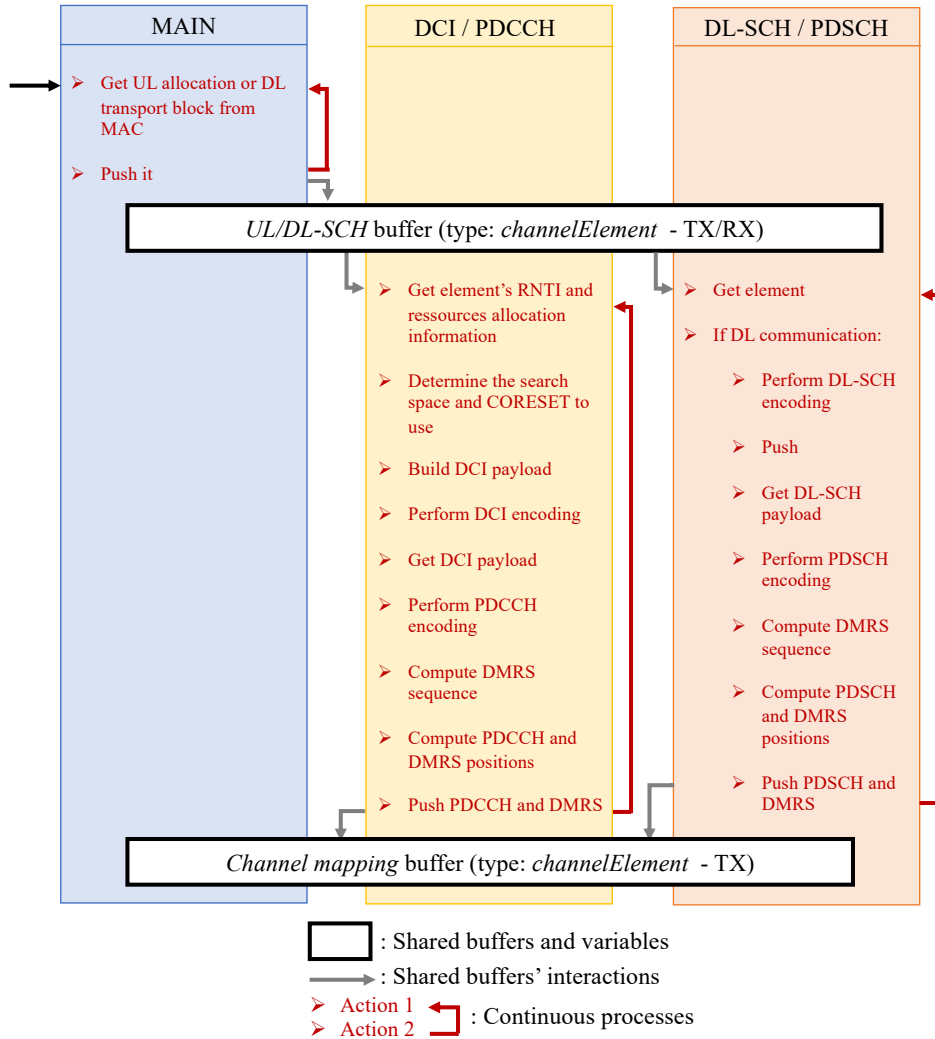 MAIN
DCI / PDCCH
DL-SCH / PDSCH
➢ Get UL allocation or DL
transport block from
MAC
➢ Push it
UL/DL-SCH buffer (type: channelElement - TX/RX)
➢ Get element's RNTI and
ressources allocation
information
➢ Determine the search
space and CORESET to
use
➢ Build DCI payload
➢ Perform DCI encoding
➢ Get DCI payload
➢ Perform PDCCH
encoding
➢ Compute DMRS
sequence
➢ Compute PDCCH and
DMRS positions
➢ Push PDCCH and DMRS
➢ Get element
➢ If DL communication:
➢ Perform DL-SCH
encoding
➢ Push
➢ Get DL-SCH
payload
➢ Perform PDSCH
encoding
➢ Compute DMRS
sequence
➢ Compute PDSCH
and DMRS
positions
➢ Push PDSCH and
DMRS
Channel mapping buffer (type: channelElement - TX)
: Shared buffers and variables
: Shared buffers' interactions
➢ Action 1
➢ Action 2
: Continuous processes